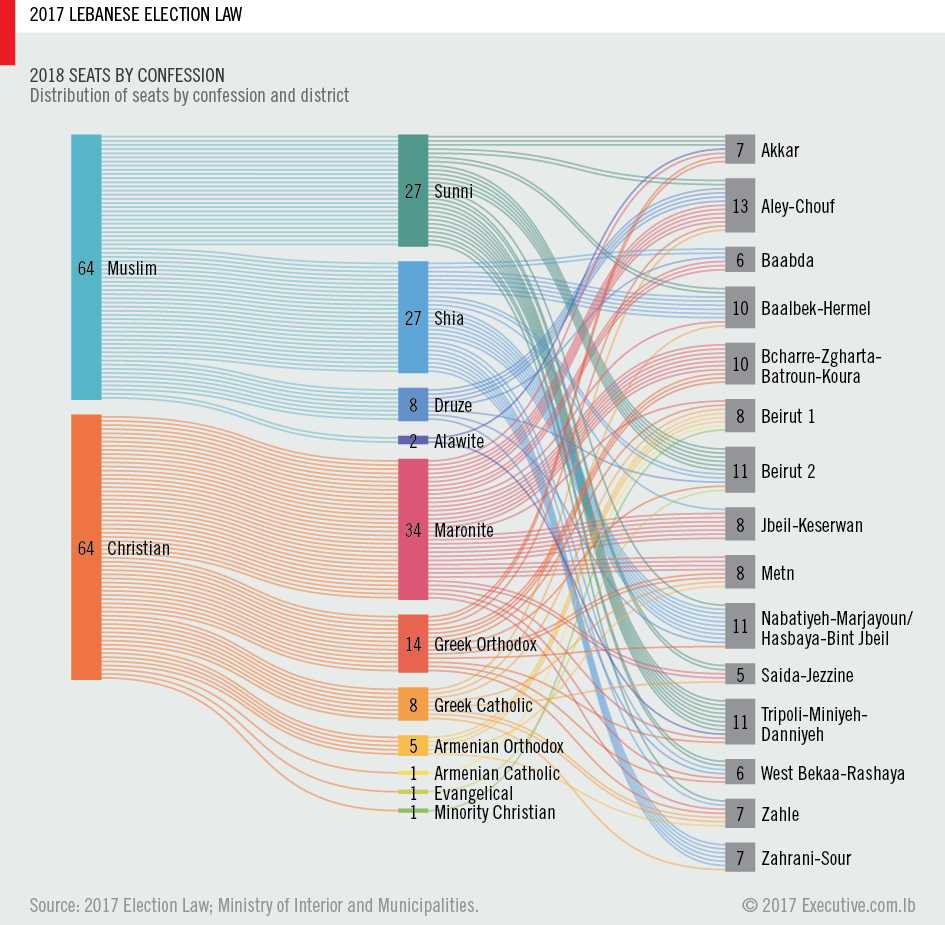 2017 LEBANESE ELECTION LAW
2018 SEATS BY CONFESSION
Distribution of seats by confession and district
64 Muslim
64 Christian
27 Sunni
27 Shia
8 Druze
2 Alawite
34 Maronite
14 Greek Orthodox
8 Greek Catholic
5 Armenian Orthodox
1 Armenian Catholic
1 Evangelical
1 Minority Christian
7 Akkar
13 Aley-Chouf
6 Baabda
10 Baalbek-Hermel
10 Bcharre-Zgharta-
Batroun-Koura
8 Beirut 1
11 Beirut 2
8 Jbeil-Keserwan
8 Metn
11 Nabatiyeh-Marjayoun/
Hasbaya-Bint Jbeil
5 Saida-Jezzine
11 Tripoli-Miniyeh-
Danniyeh
6 West Bekaa-Rashaya
7 Zahle
7 Zahrani-Sour
Source: 2017 Election Law; Ministry of Interior and Municipalities.
© 2017 Executive.com.lb